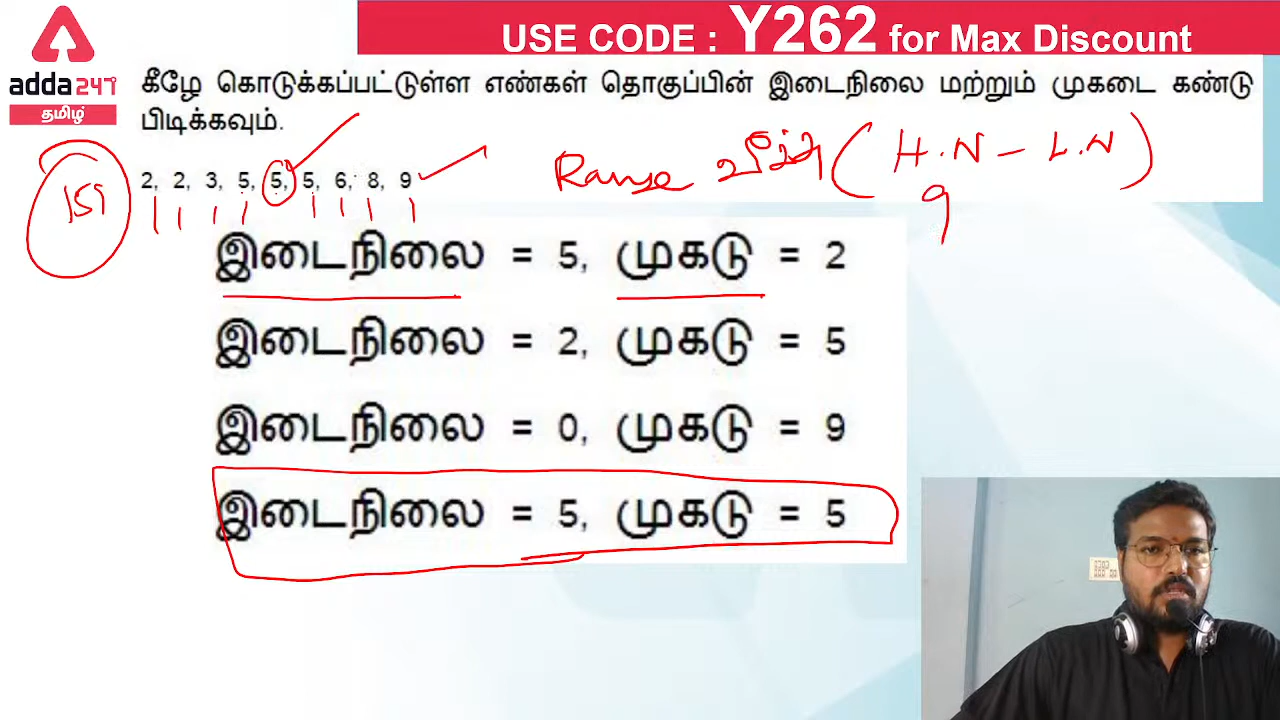 USE CODE : Y262 for Max Discount
adda247
தமிழ்
கீழே கொடுக்கப்பட்டுள்ள எண்கள் தொகுப்பின் இடைநிலை மற்றும் முகடை கண்டு
பிடிக்கவும்.
Range வீச்சு ( H.N - L.N )
9
159
2, 2, 3, 5, 5, 5, 6, 8, 9
இடைநிலை = 5, முகடு = 2
இடைநிலை = 2, முகடு = 5
இடைநிலை = 0, முகடு = 9
இடைநிலை = 5, முகடு = 5